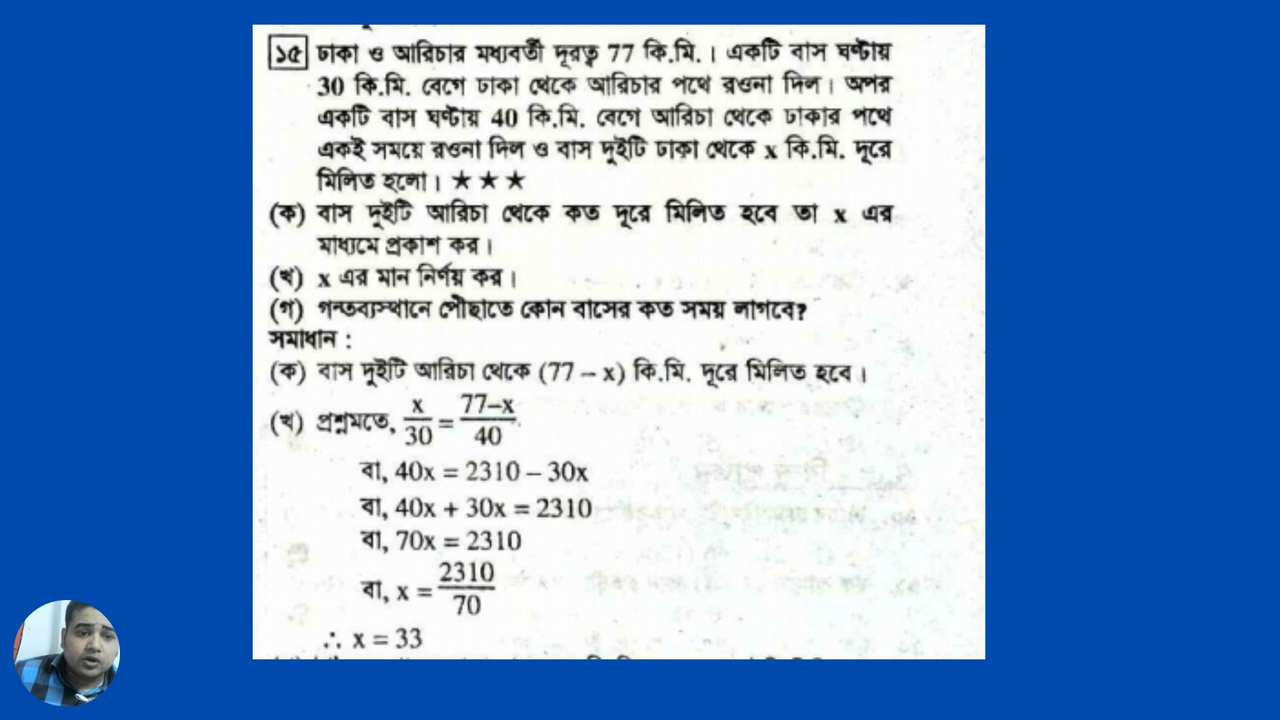 ১৫ ঢাকা ও আরিচার মধ্যবর্তী দূরত্ব 77 কি.মি.। একটি বাস ঘণ্টায়
30 কি.মি. বেগে ঢাকা থেকে আরিচার পথে রওনা দিল। অপর
একটি বাস ঘণ্টায় 40 কি.মি. বেগে আরিচা থেকে ঢাকার পথে
একই সময়ে রওনা দিল ও বাস দুইটি ঢাকা থেকে x কি.মি. দূরে
মিলিত হলো। ★ ★ ★
(ক) বাস দুইটি আরিচা থেকে কত দূরে মিলিত হবে তা x এর
মাধ্যমে প্রকাশ কর।
(খ) x এর মান নির্ণয় কর।
(গ) গন্তব্যস্থানে পৌঁছাতে কোন বাসের কত সময় লাগবে?
সমাধান :
(ক) বাস দুইটি আরিচা থেকে (77 – x) কি.মি. দূরে মিলিত হবে।
(খ) প্রশ্নমতে, x/30 = 77–x/40
বা, 40x = 2310 – 30x
বা, 40x + 30x = 2310
বা, 70x = 2310
বা, x = 2310/70
∴ x = 33